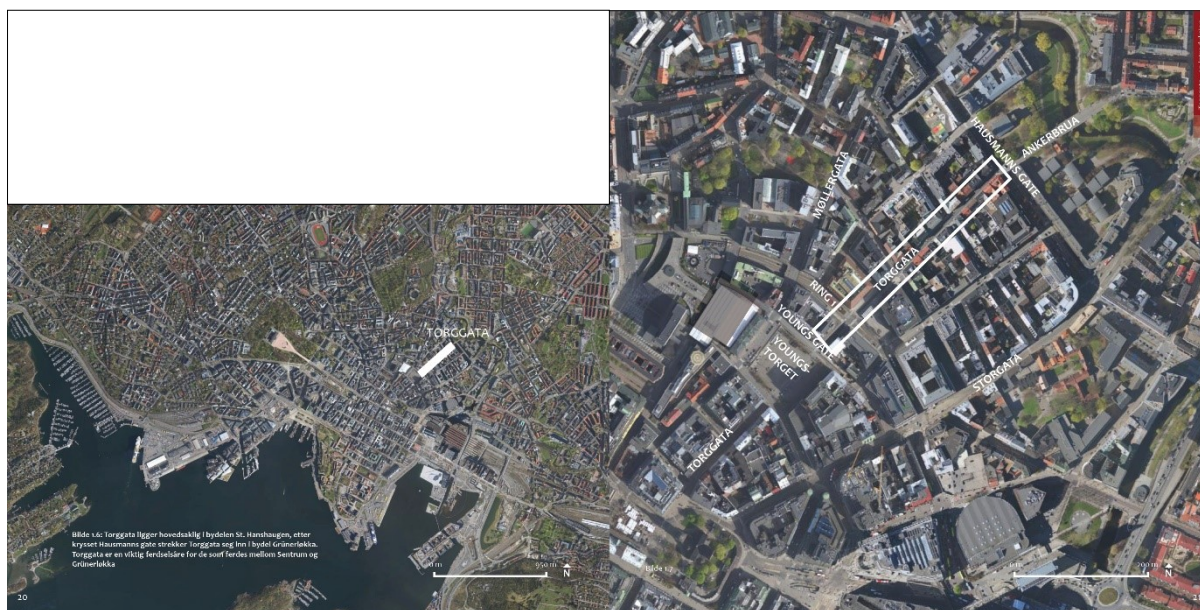 TORGGATA
Bilde 1.6: Torggata ligger hovedsaklig i bydelen St. Hanshaugen, etter
krysset Hausmanns gate strekker Torggata seg inn i bydel Grünerløkka.
Torggata er en viktig ferdselsåre for de som ferdes mellom Sentrum og
Grünerløkka
0 m
950 m
N
20
HAUSMANNS GATE
ANKERBRUA
MØLLERGATA
TORGGATA
RING 1
YOUNGS GATE
YOUNGS-
TORGET
STORGATA
TORGGATA
Bilde 1.7
0 m
200 m
N